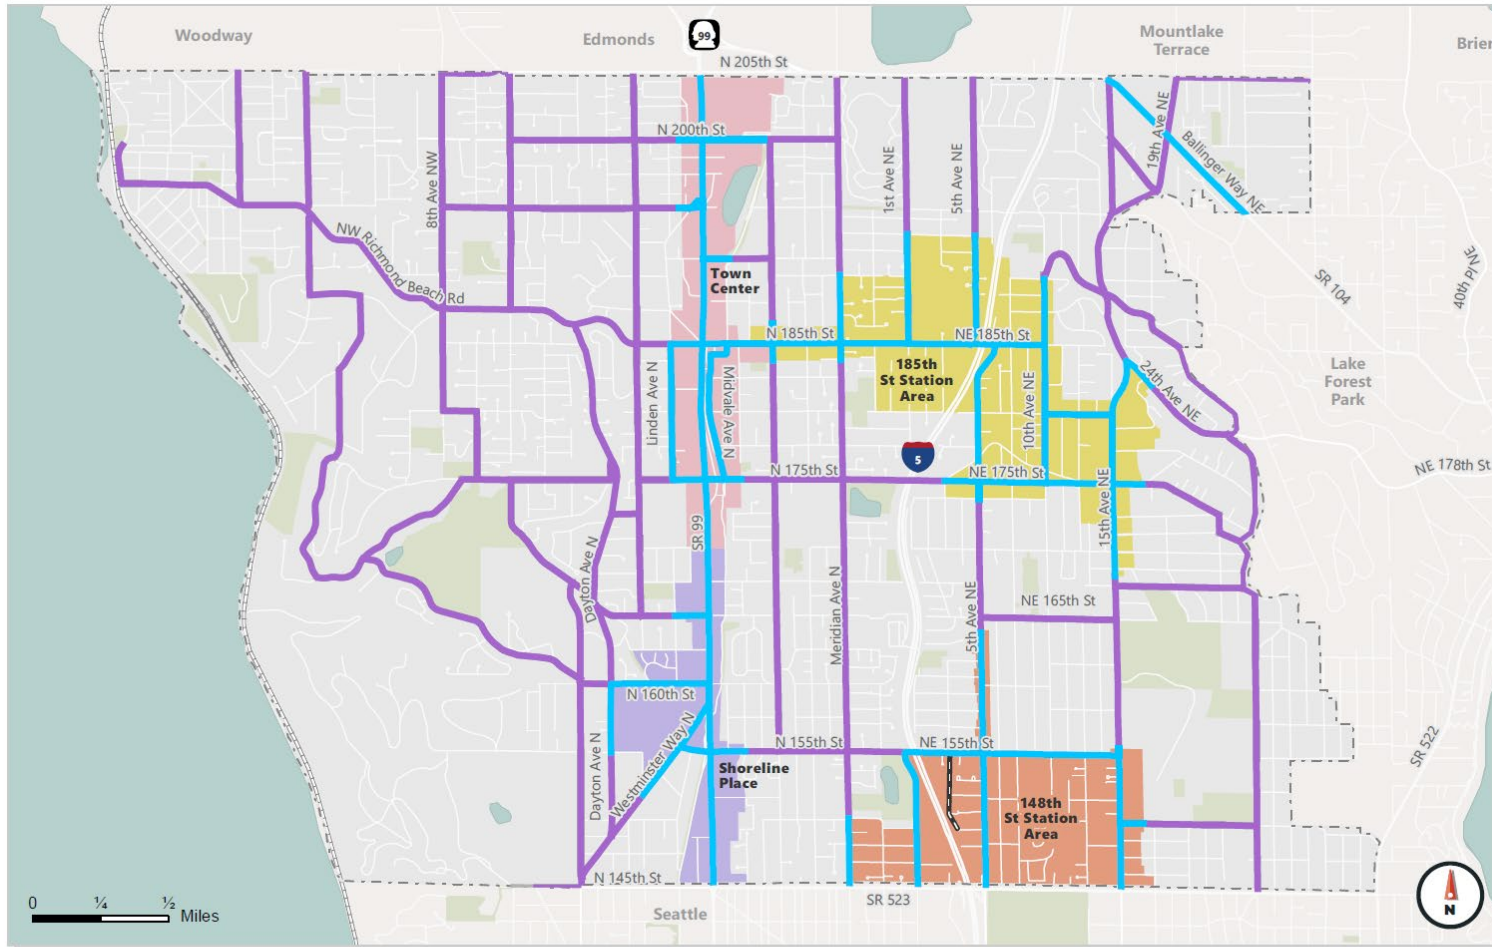 Woodway
Edmonds
99
Mountlake
Terrace
Brier
N 205th St
N 200th St
8th Ave NW
1st Ave NE
5th Ave NE
19th Ave NE
Ballinger Way NE
NW Richmond Beach Rd
Town
Center
SR 104
40th Pl NE
N 185th St
NE 185th St
185th
St Station
Area
Linden Ave N
Midvale Ave N
10th Ave NE
24th Ave NE
Lake
Forest
Park
5
N 175th St
NE 175th St
NE 178th St
SR 99
15th Ave NE
Dayton Ave N
Meridian Ave N
5th Ave NE
NE 165th St
N 160th St
Westminster Way N
N 155th St
NE 155th St
SR 522
Dayton Ave N
Shoreline
Place
148th
St Station
Area
N 145th St
SR 523
Seattle
0 ¼ ½ Miles
N